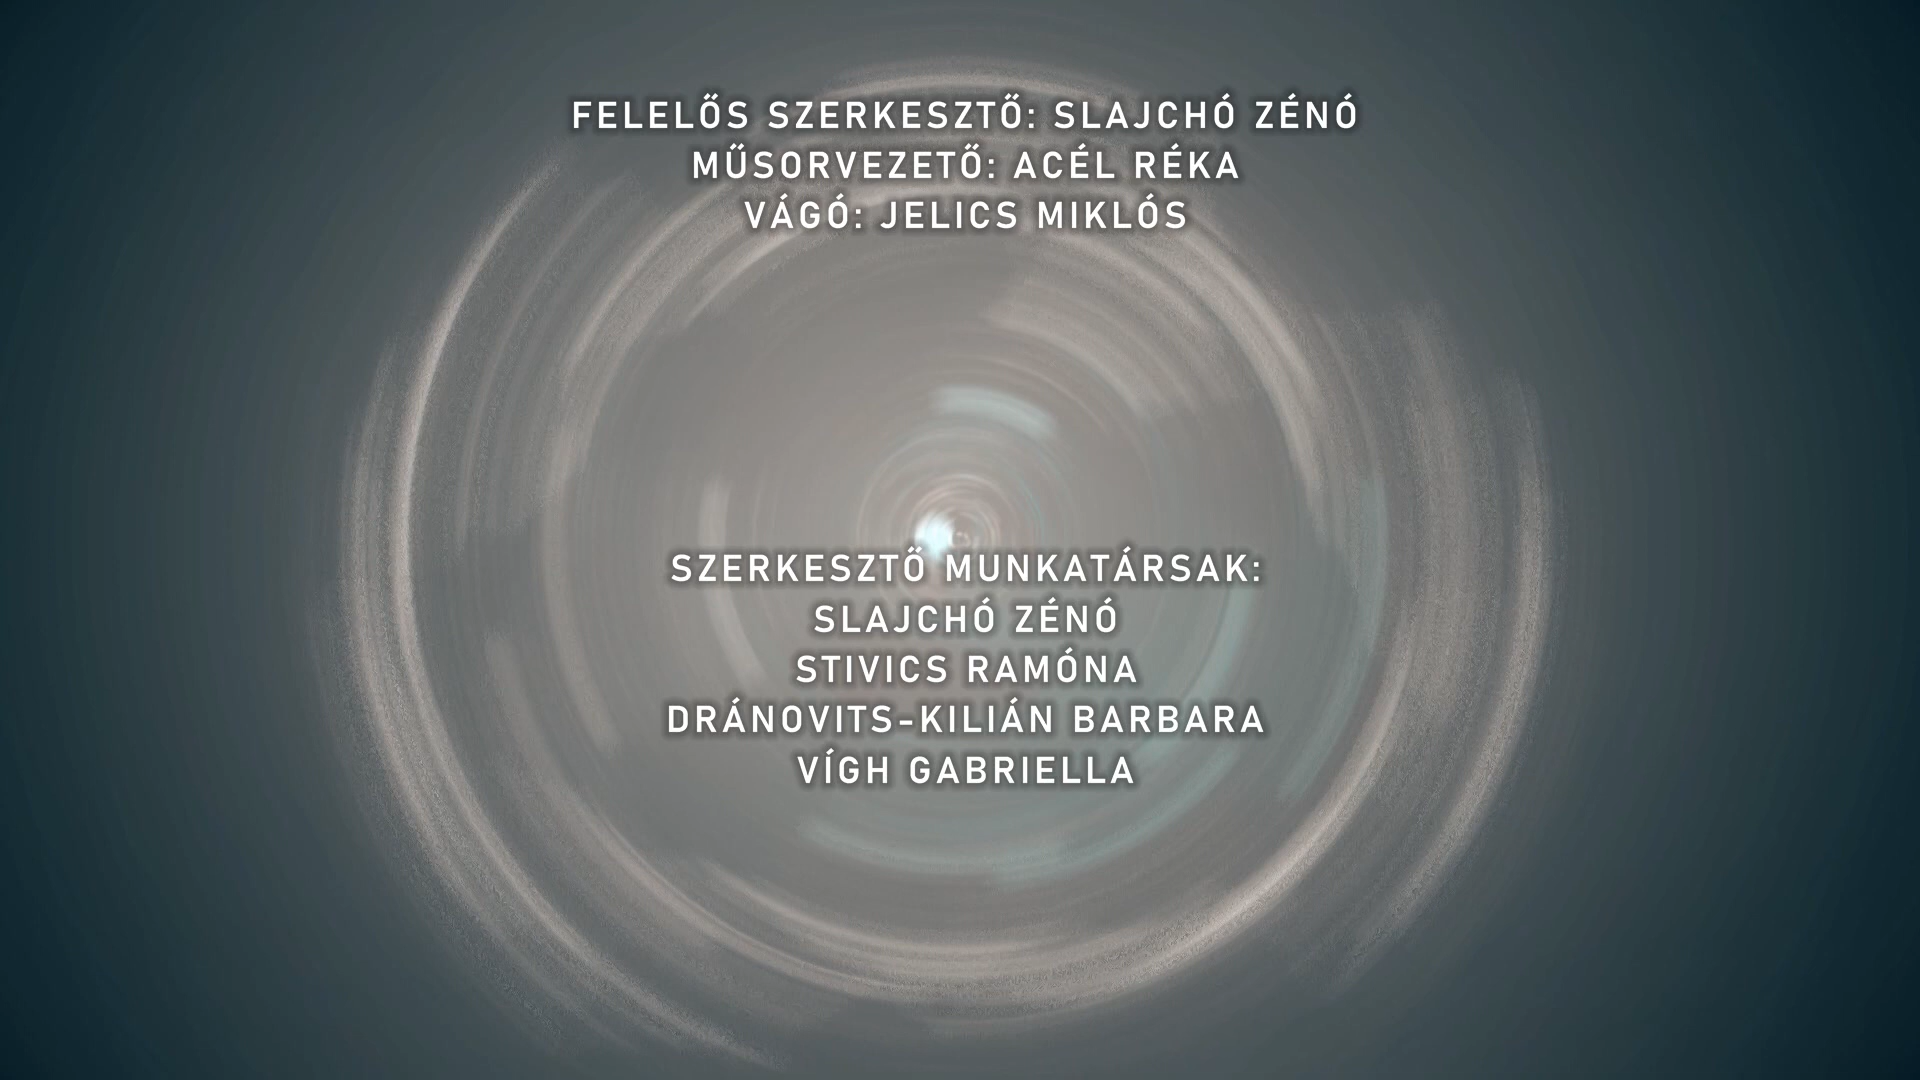 FELELŐS SZERKESZTŐ: SLAJCHÓ ZÉNÓ
MŰSORVEZETŐ: ACÉL RÉKA
VÁGÓ: JELICS MIKLÓS
SZERKESZTŐ MUNKATÁRSAK:
SLAJCHÓ ZÉNÓ
STIVICS RAMÓNA
DRÁNOVITS-KILIÁN BARBARA
VÍGH GABRIELLA